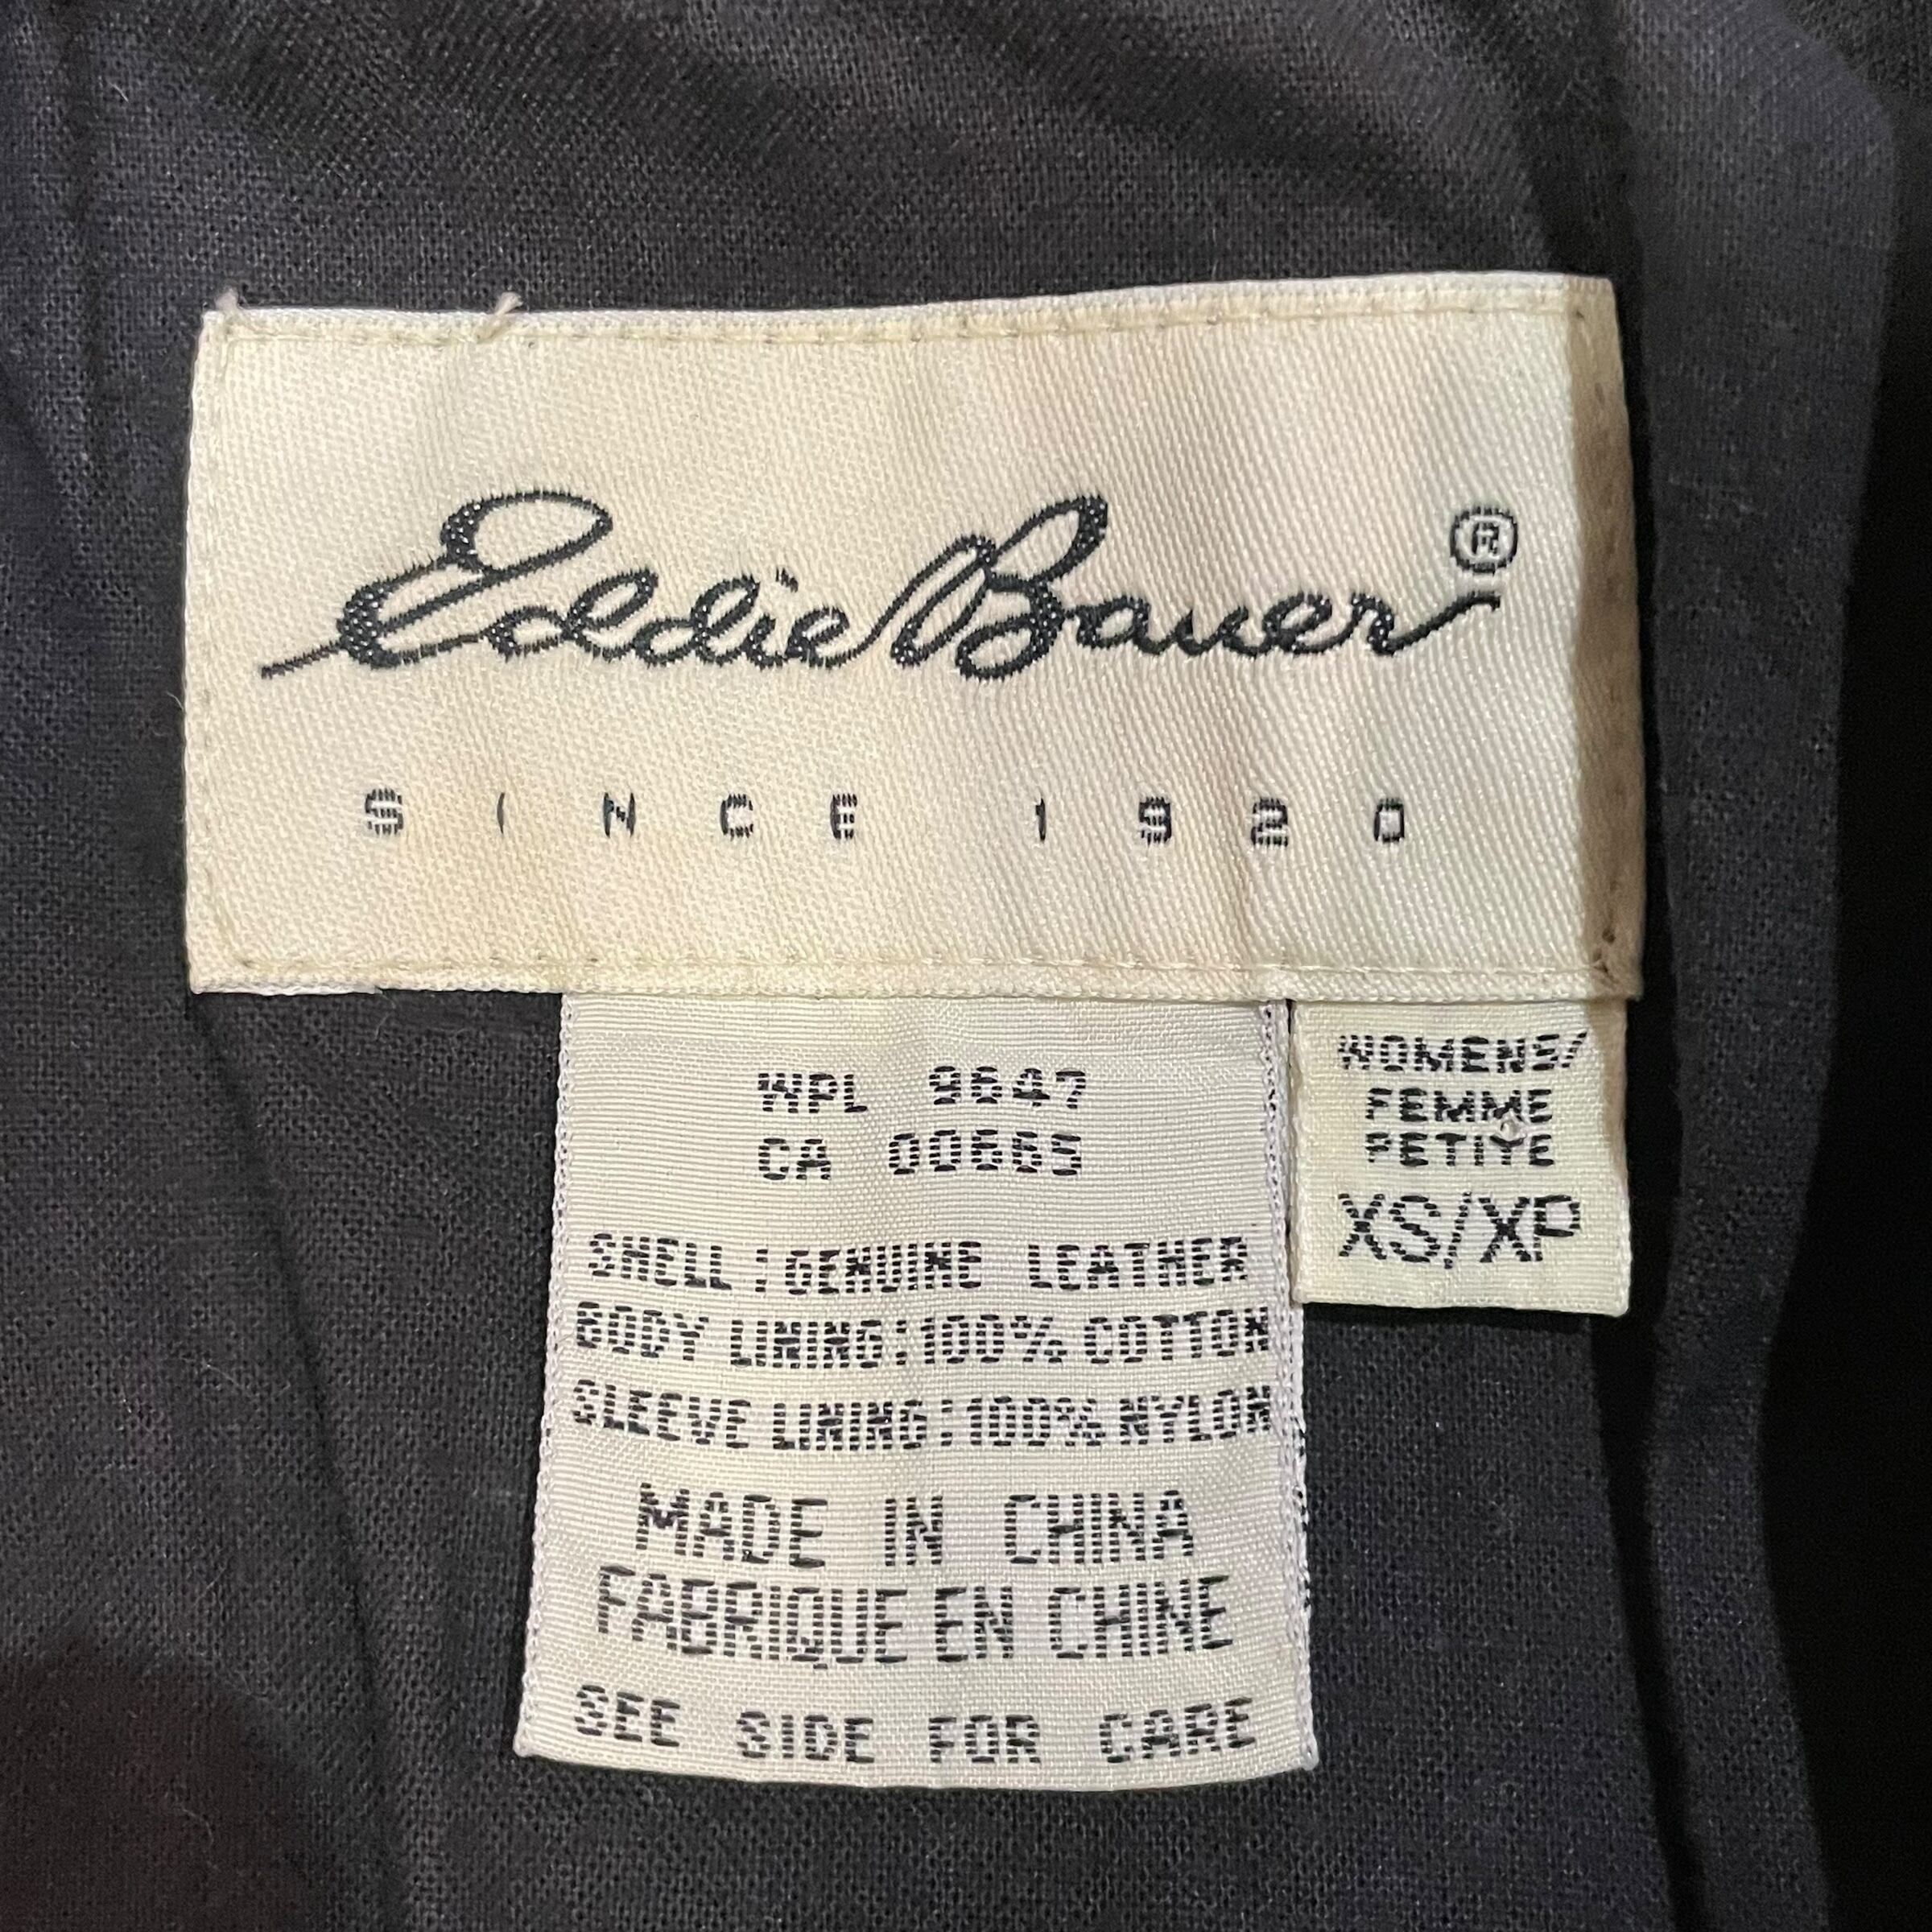 Eddie Bauer®
SINCE 1920
WPL 9647
CA 00665
SHELL: GENUINE LEATHER
BODY LINING: 100% COTTON
SLEEVE LINING: 100% NYLON
MADE IN CHINA
FABRIQUE EN CHINE
SEE SIDE FOR CARE
WOMENS/
FEMME
PETITE
XS/XP